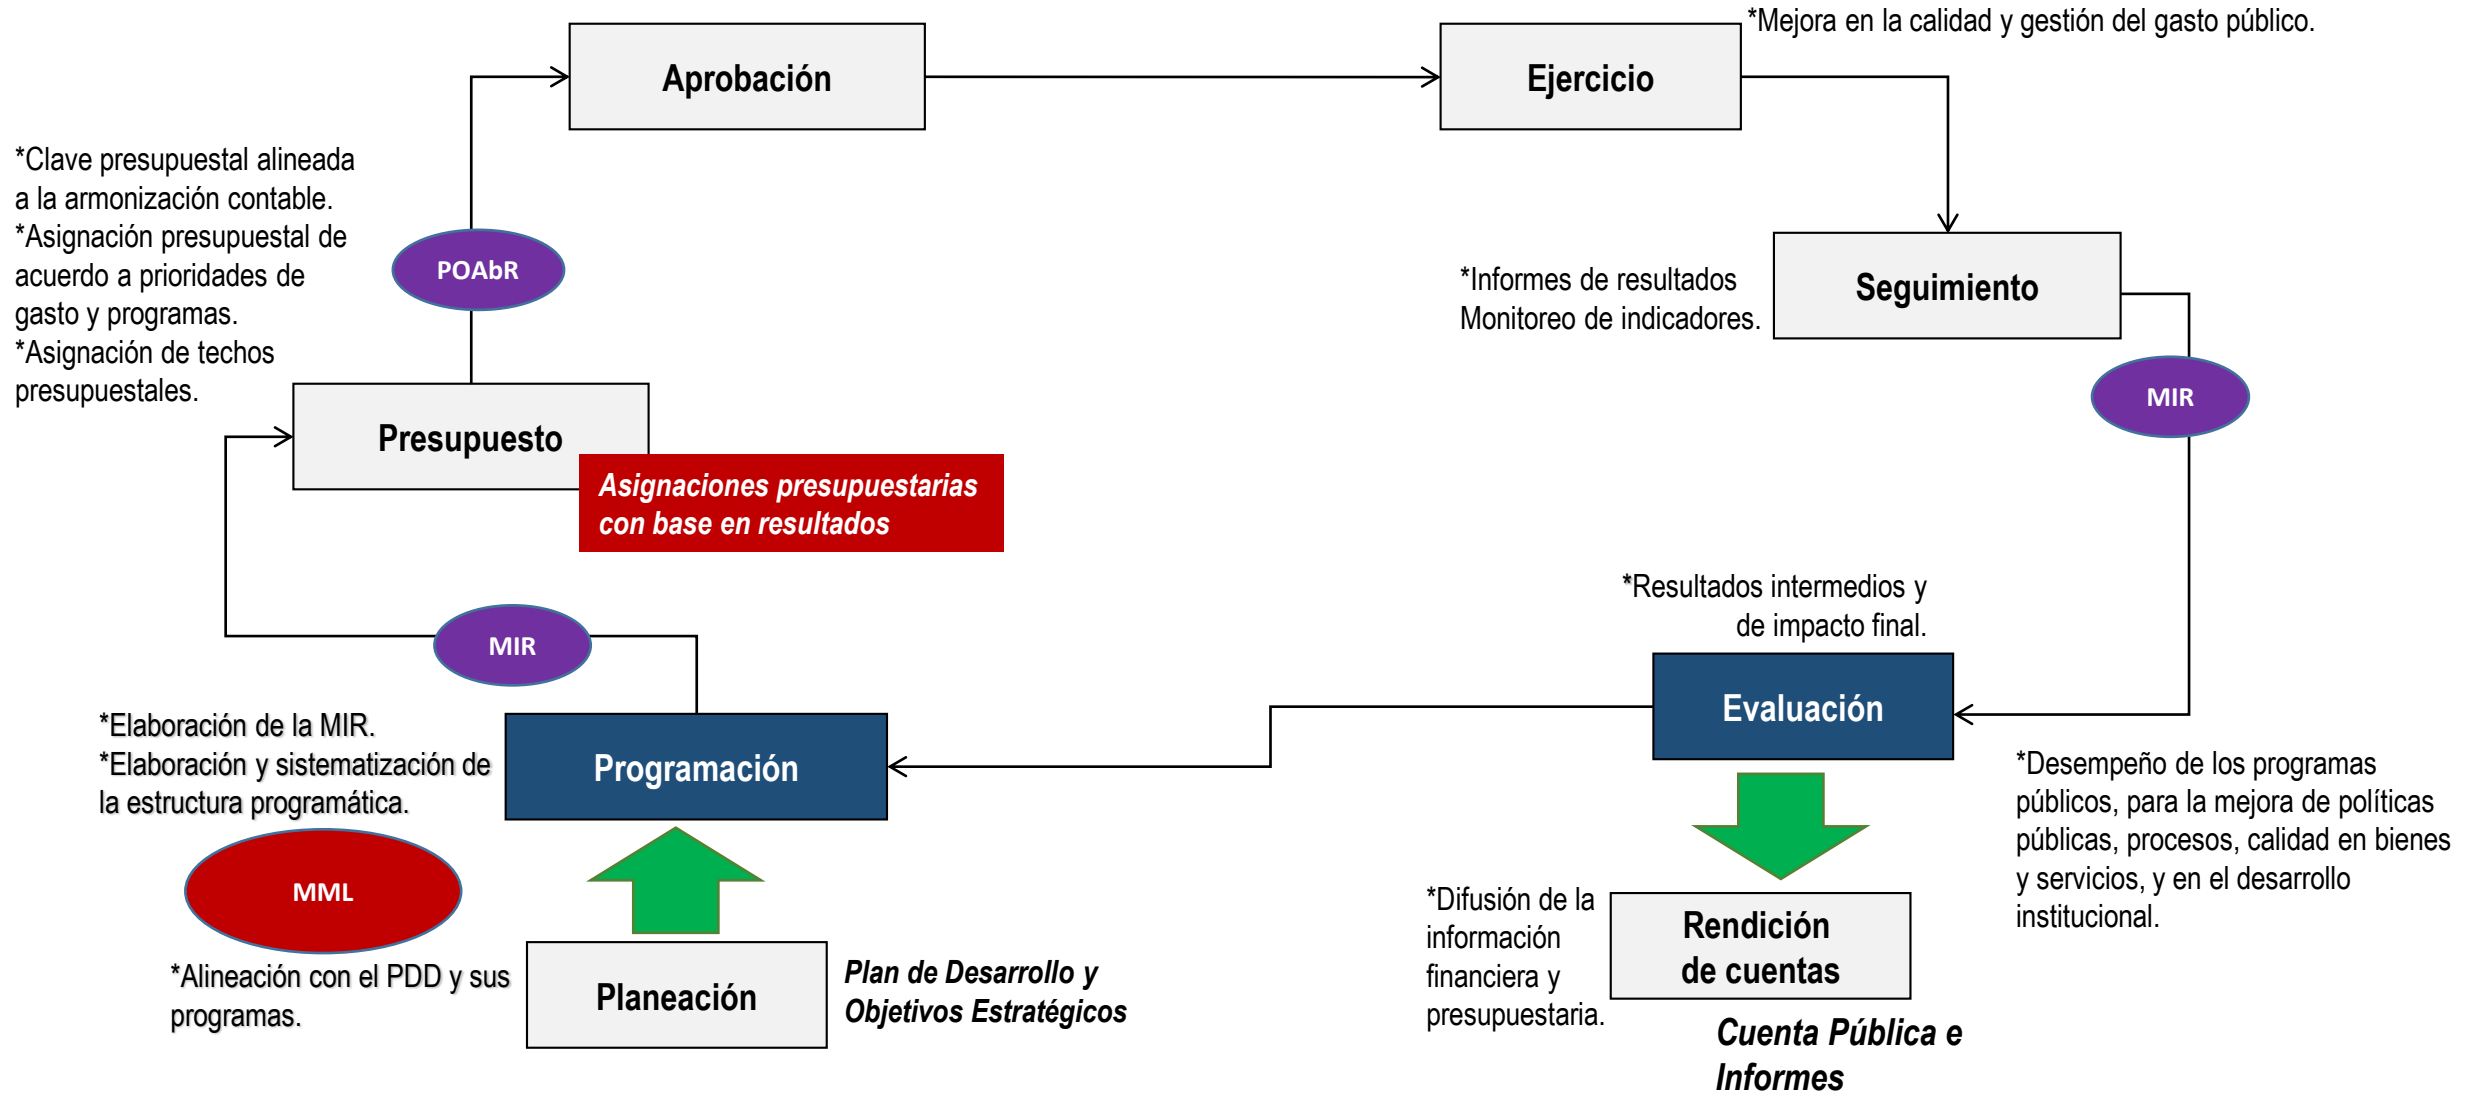 *Mejora en la calidad y gestión del gasto público.
Aprobación
Ejercicio
*Clave presupuestal alineada
a la armonización contable.
*Asignación presupuestal de
acuerdo a prioridades de
gasto y programas.
*Asignación de techos
presupuestales.
POAbR
*Informes de resultados
Monitoreo de indicadores.
Seguimiento
MIR
Presupuesto
Asignaciones presupuestarias
con base en resultados
MIR
*Resultados intermedios y
de impacto final.
Evaluación
*Elaboración de la MIR.
*Elaboración y sistematización de
la estructura programática.
Programación
*Desempeño de los programas
públicos, para la mejora de políticas
públicas, procesos, calidad en bienes
y servicios, y en el desarrollo
institucional.
MML
*Alineación con el PDD y sus
programas.
Planeación
Plan de Desarrollo y
Objetivos Estratégicos
*Difusión de la
información
financiera y
presupuestaria.
Rendición
de cuentas
Cuenta Pública e
Informes